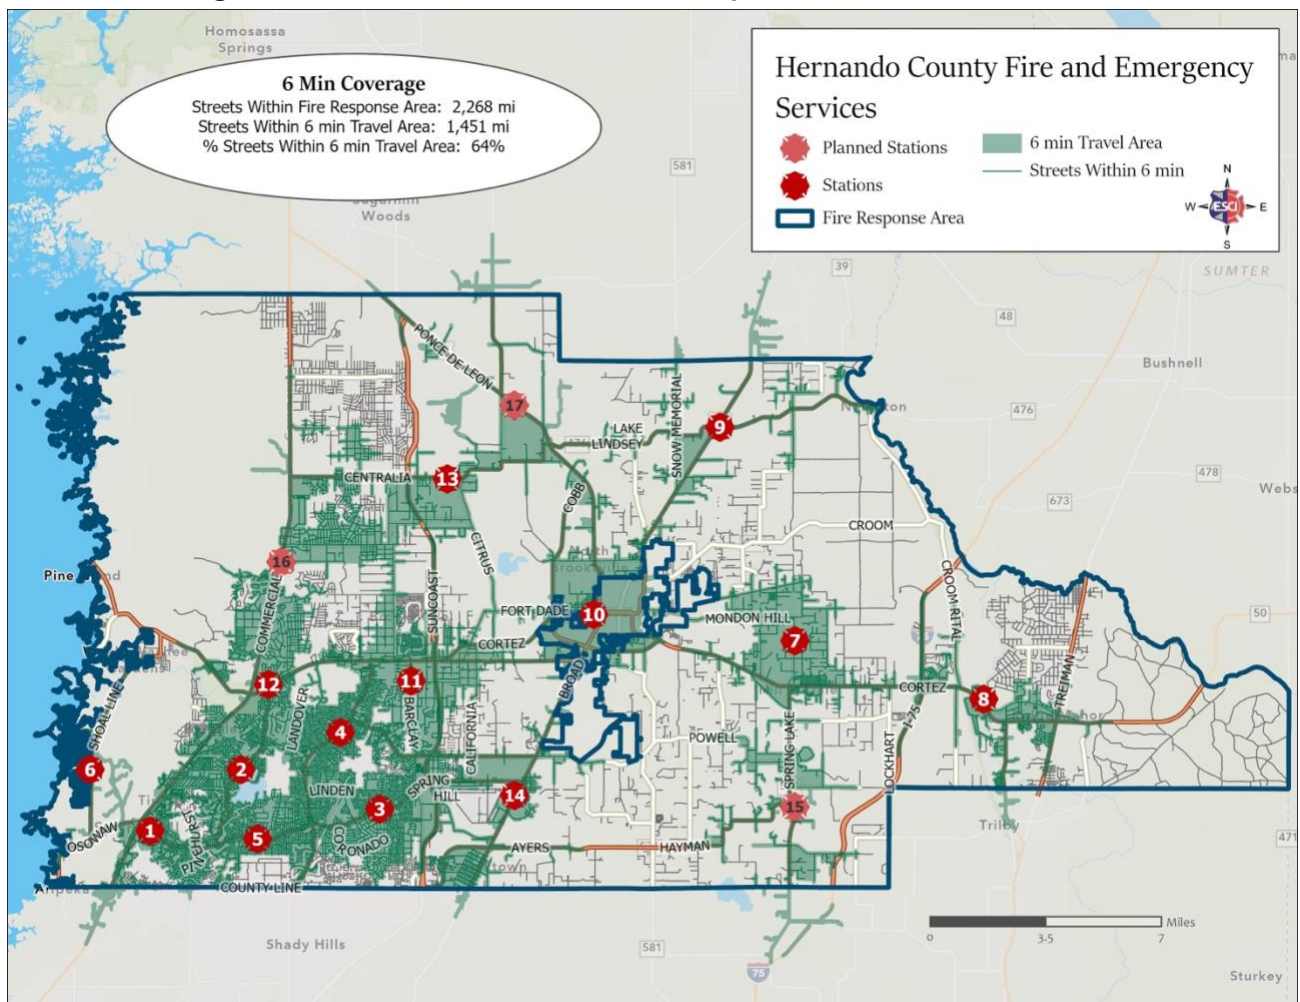 Homosassa
Springs
6 Min Coverage
Streets Within Fire Response Area: 2,268 mi
Streets Within 6 min Travel Area: 1,451 mi
% Streets Within 6 min Travel Area: 64%
Woods
Hernando County Fire and Emergency
Services
Planned Stations
Stations
Fire Response Area
6 min Travel Area
Streets Within 6 min
N
W
E
S
ESCI
581
39
SUMTER
48
Bushnell
476
478
673
Webs
50
471
PONCE DE LEON
17
LAKE
LINDSEY
SNOW MEMORIAL
9
CENTRALIA
13
COBB
CROOM
CITRUS
16
Pine
COMMERCIAL
SUNCOAST
North
FORT DADE
10
MONDON HILL
7
CORTEZ
CROOM RITAL
12
11
SHOAL LINE
LANDOVER
BARCLAY
BROAD
CORTEZ
8
TREIMAN
I-75
4
CALIFORNIA
POWELL
SPRING LAKE
LOCKHART
6
2
LINDEN
SPRING
HILL
3
14
15
OSOWAW
1
5
AYERS
HAYMAN
COUNTY LINE
Aripeka
Trilby
Shady Hills
581
75
Miles
0
3.5
7
Sturkey